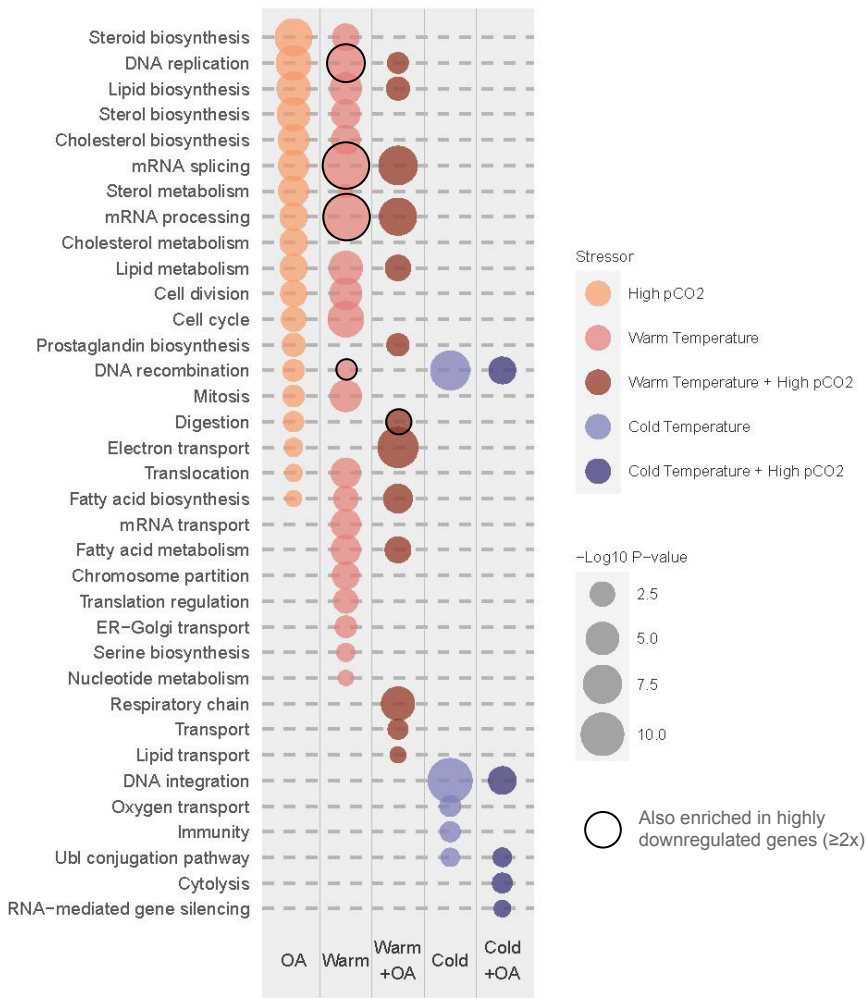 Steroid biosynthesis
DNA replication
Lipid biosynthesis
Sterol biosynthesis
Cholesterol biosynthesis
mRNA splicing
Sterol metabolism
mRNA processing
Cholesterol metabolism
Lipid metabolism
Cell division
Cell cycle
Prostaglandin biosynthesis
DNA recombination
Mitosis
Digestion
Electron transport
Translocation
Fatty acid biosynthesis
mRNA transport
Fatty acid metabolism
Chromosome partition
Translation regulation
ER−Golgi transport
Serine biosynthesis
Nucleotide metabolism
Respiratory chain
Transport
Lipid transport
DNA integration
Oxygen transport
Immunity
Ubl conjugation pathway
Cytolysis
RNA−mediated gene silencing
OA
Warm
Warm
+OA
Cold
Cold
+OA
Stressor
High pCO2
Warm Temperature
Warm Temperature + High pCO2
Cold Temperature
Cold Temperature + High pCO2
−Log10 P-value
2.5
5.0
7.5
10.0
Also enriched in highly
downregulated genes (≥2x)